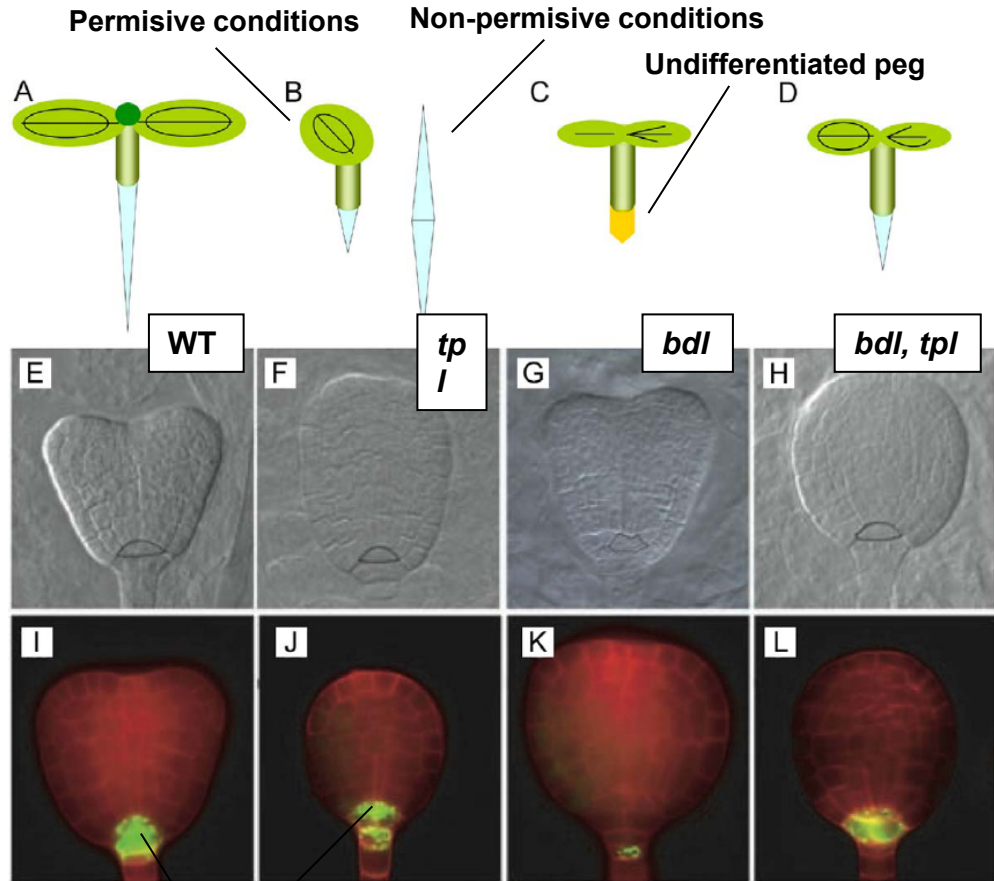 Permisive conditions
Non-permisive conditions
Undifferentiated peg
A
B
C
D
WT
tp
l
bdl
bdl, tpl
E
F
G
H
I
J
K
L